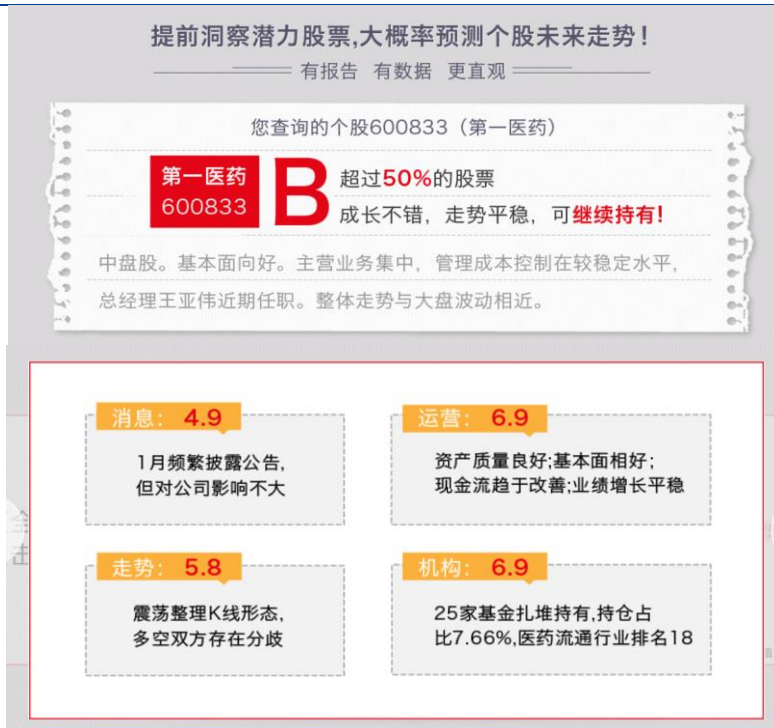 提前洞察潜力股票,大概率预测个股未来走势!
有报告 有数据 更直观
您查询的个股600833（第一医药）
第一医药
600833
B
超过50%的股票
成长不错，走势平稳，可继续持有!
中盘股。基本面向好。主营业务集中，管理成本控制在较稳定水平，
总经理王亚伟近期任职。整体走势与大盘波动相近。
消息：4.9
1月频繁披露公告,
但对公司影响不大
运营：6.9
资产质量良好;基本面相好;
现金流趋于改善;业绩增长平稳
走势：5.8
震荡整理K线形态,
多空双方存在分歧
机构：6.9
25家基金扎堆持有,持仓占
比7.66%,医药流通行业排名18